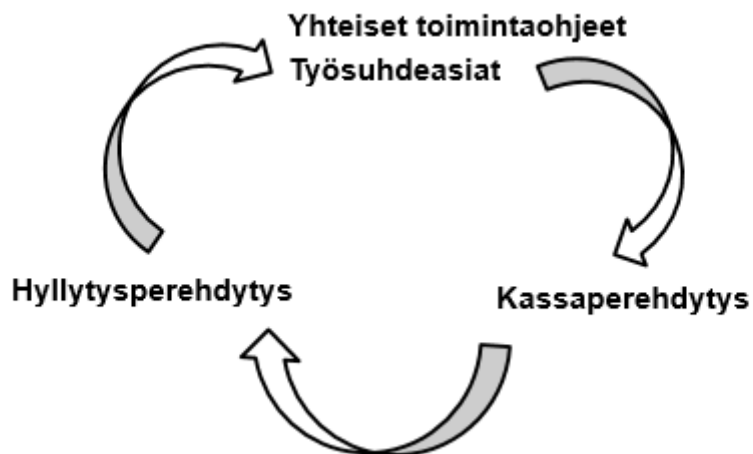 Yhteiset toimintaohjeet
Työsuhdeasiat
Hyllytysperehdytys
Kassaperehdytys